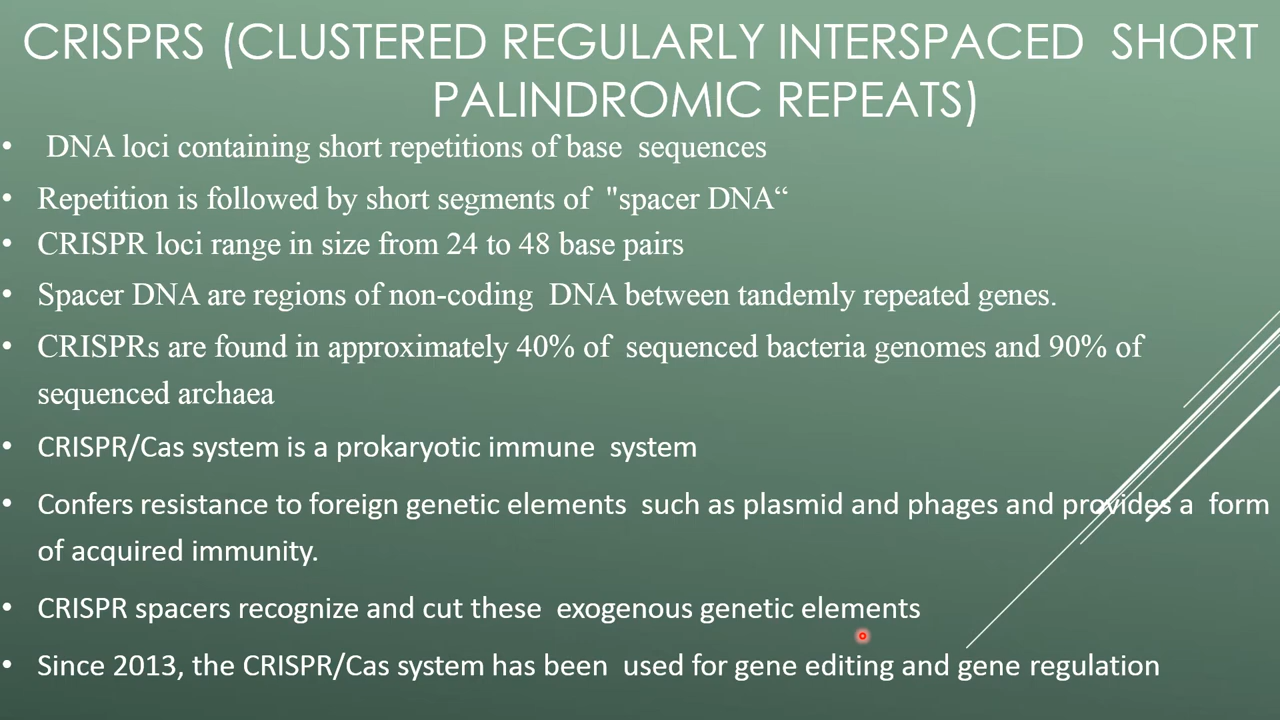 CRISPRS (CLUSTERED REGULARLY INTERSPACED SHORT
PALINDROMIC REPEATS)
• DNA loci containing short repetitions of base sequences
• Repetition is followed by short segments of "spacer DNA“
• CRISPR loci range in size from 24 to 48 base pairs
• Spacer DNA are regions of non-coding DNA between tandemly repeated genes.
• CRISPRs are found in approximately 40% of sequenced bacteria genomes and 90% of
sequenced archaea
• CRISPR/Cas system is a prokaryotic immune system
• Confers resistance to foreign genetic elements such as plasmid and phages and provides a form
of acquired immunity.
• CRISPR spacers recognize and cut these exogenous genetic elements
• Since 2013, the CRISPR/Cas system has been used for gene editing and gene regulation